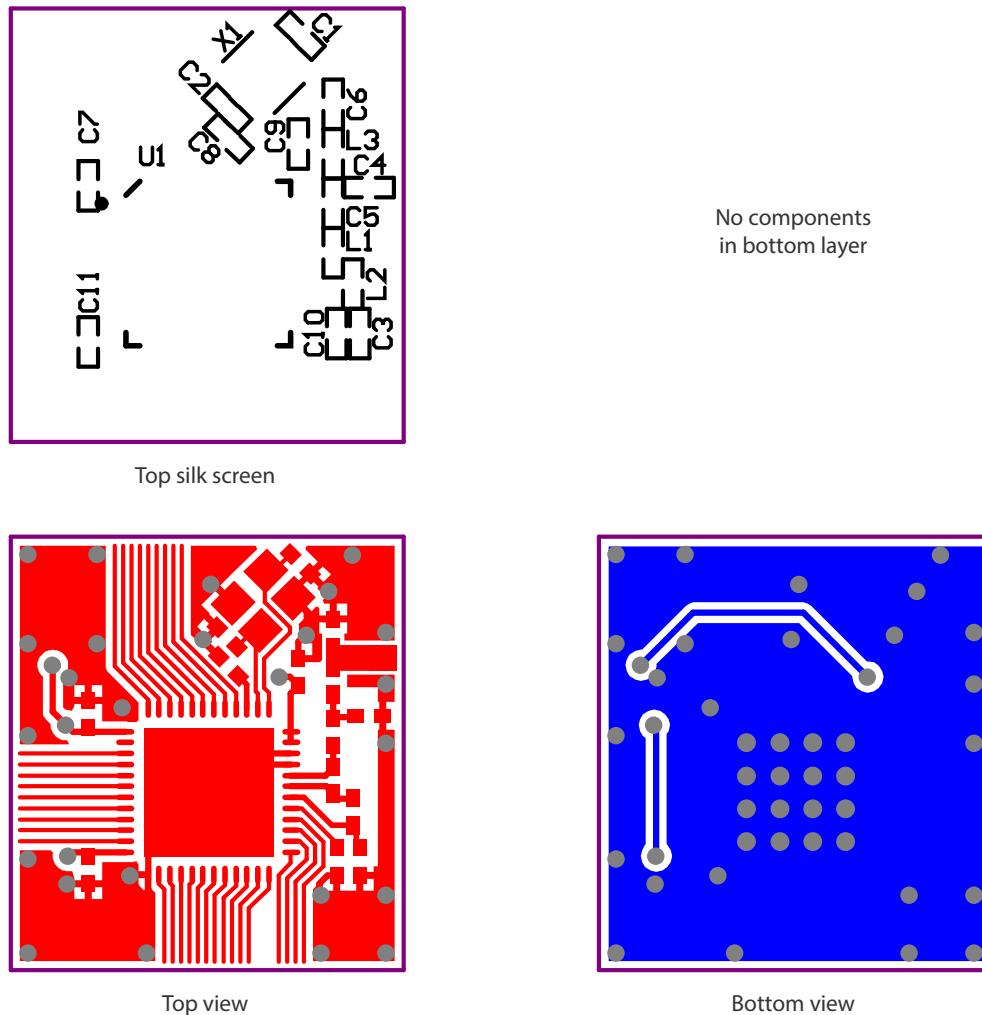 X1
C1
C2
C7
C6
C8
C9
U1
L3
C4
C5
L1
L2
C11
C10
C3
No components
in bottom layer
Top silk screen
Top view
Bottom view